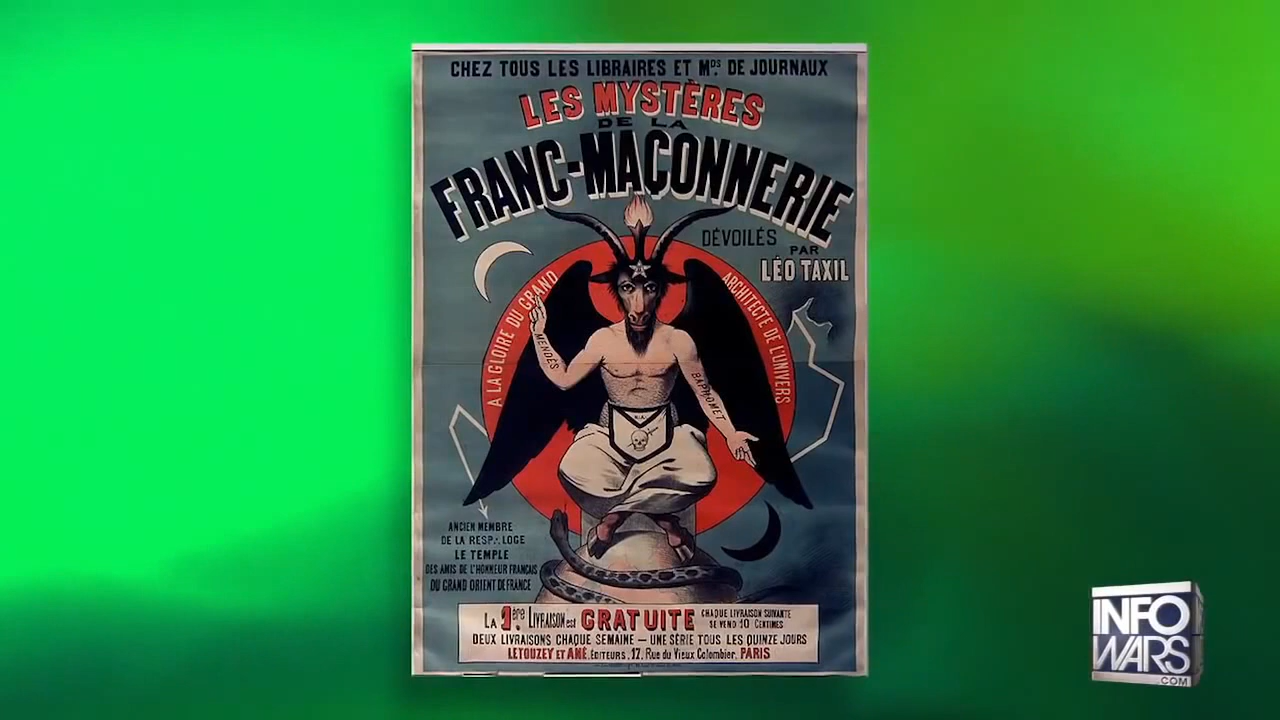 CHEZ TOUS LES LIBRAIRES ET MDS. DE JOURNAUX
LES MYSTÈRES
DE LA
FRANC-MAÇONNERIE
DÉVOILÉS
PAR
LÉO TAXIL
A LA GLOIRE DU GRAND
ARCHITECTE DE L'UNIVERS
MENDÈS
BAPHOMET
ANCIEN MEMBRE
DE LA RESP∴ LOGE
LE TEMPLE
DES AMIS DE L'HONNEUR FRANÇAIS
DU GRAND ORIENT DE FRANCE
LA 1ère LIVRAISON est GRATUITE
CHAQUE LIVRAISON SUIVANTE
SE VEND 10 CENTIMES
DEUX LIVRAISONS CHAQUE SEMAINE — UNE SÉRIE TOUS LES QUINZE JOURS
LETOUZEY ET ANÉ, ÉDITEURS, 17, Rue du Vieux Colombier, PARIS
INFO
WARS
.COM